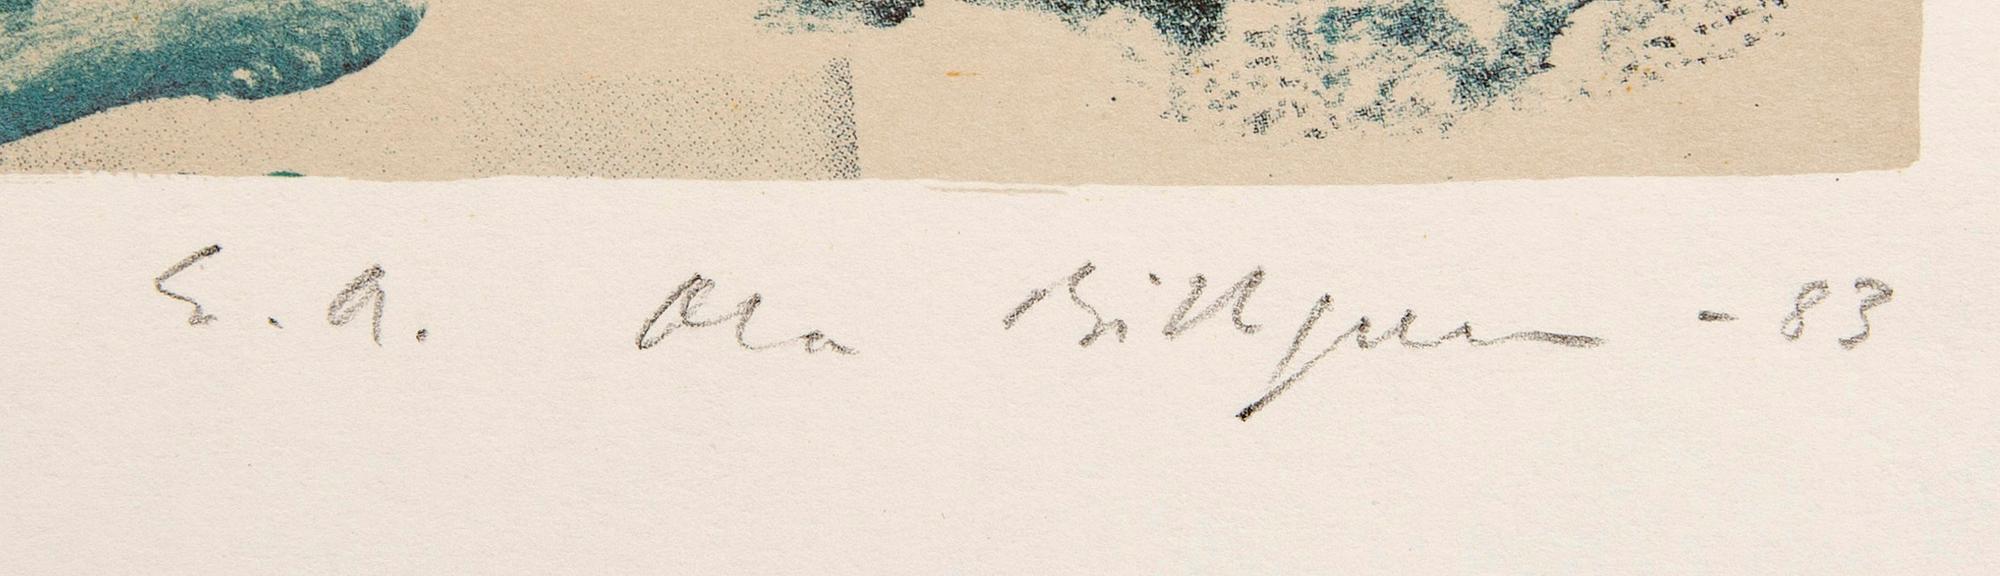 E. A. Ola Billgren -83